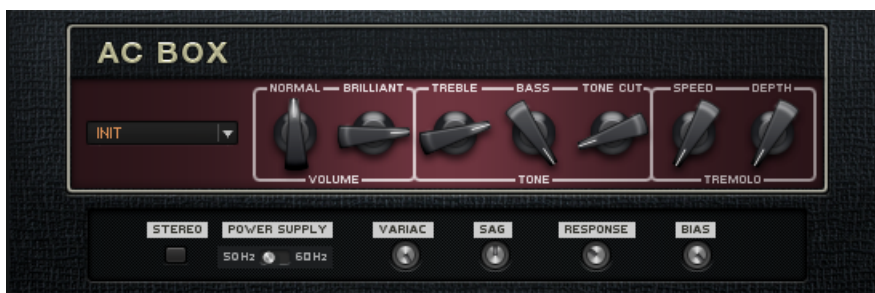 AC BOX
NORMAL BRILLIANT TREBLE BASS TONE CUT SPEED DEPTH
INIT
VOLUME TONE TREMOLO
STEREO POWER SUPPLY VARIAC SAG RESPONSE BIAS
50Hz 60Hz